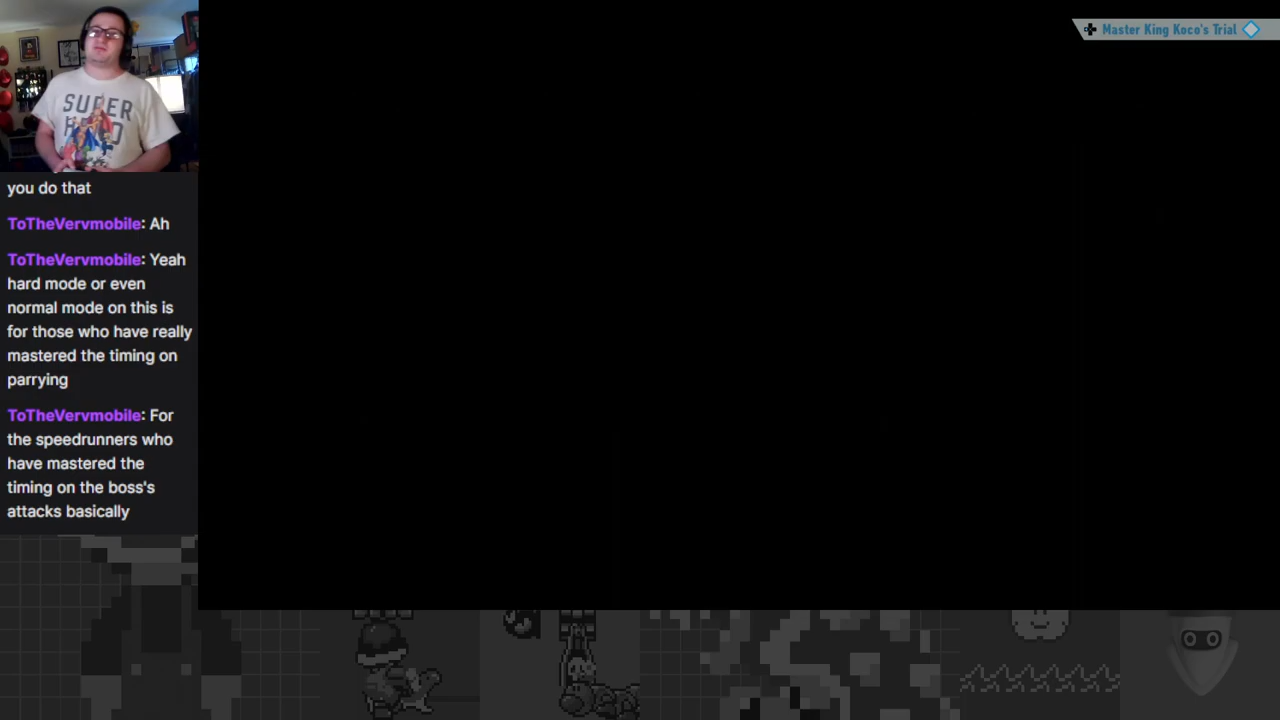 Master King Koco's Trial
SUPER
you do that
ToTheVervmobile: Ah
ToTheVervmobile: Yeah
hard mode or even
normal mode on this is
for those who have really
mastered the timing on
parrying
ToTheVervmobile: For
the speedrunners who
have mastered the
timing on the boss's
attacks basically